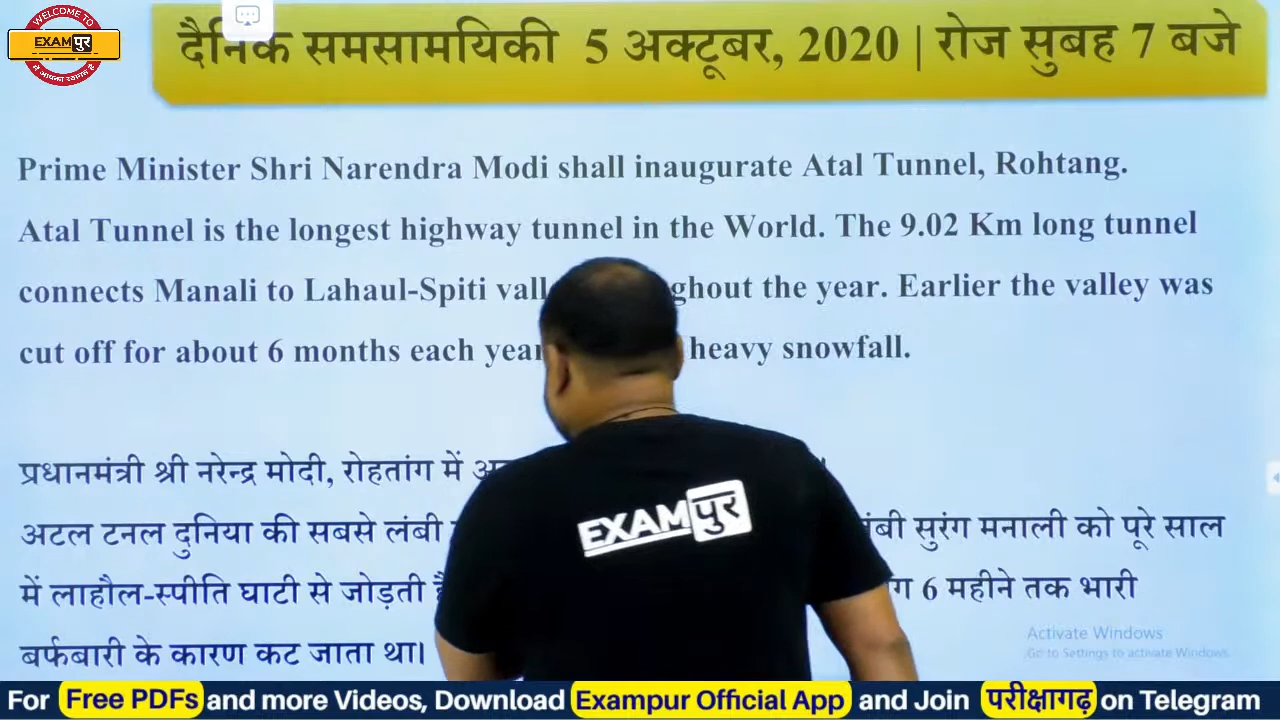 WELCOME TO
EXAMपुर
में आपका स्वागत है
दैनिक समसामयिकी 5 अक्टूबर, 2020 | रोज सुबह 7 बजे
Prime Minister Shri Narendra Modi shall inaugurate Atal Tunnel, Rohtang.
Atal Tunnel is the longest highway tunnel in the World. The 9.02 Km long tunnel
connects Manali to Lahaul-Spiti ghout the year. Earlier the valley was
cut off for about 6 months each year heavy snowfall.
प्रधानमंत्री श्री नरेन्द्र मोदी, रोहतांग में
अटल टनल दुनिया की सबसे लंबी लंबी सुरंग मनाली को पूरे साल
में लाहौल-स्पीति घाटी से जोड़ती 6 महीने तक भारी
बर्फबारी के कारण कट जाता था।
EXAMपुर
Activate Windows
Go to Settings to activate Windows.
For Free PDFs and more Videos, Download Exampur Official App and Join परीक्षागढ़ on Telegram